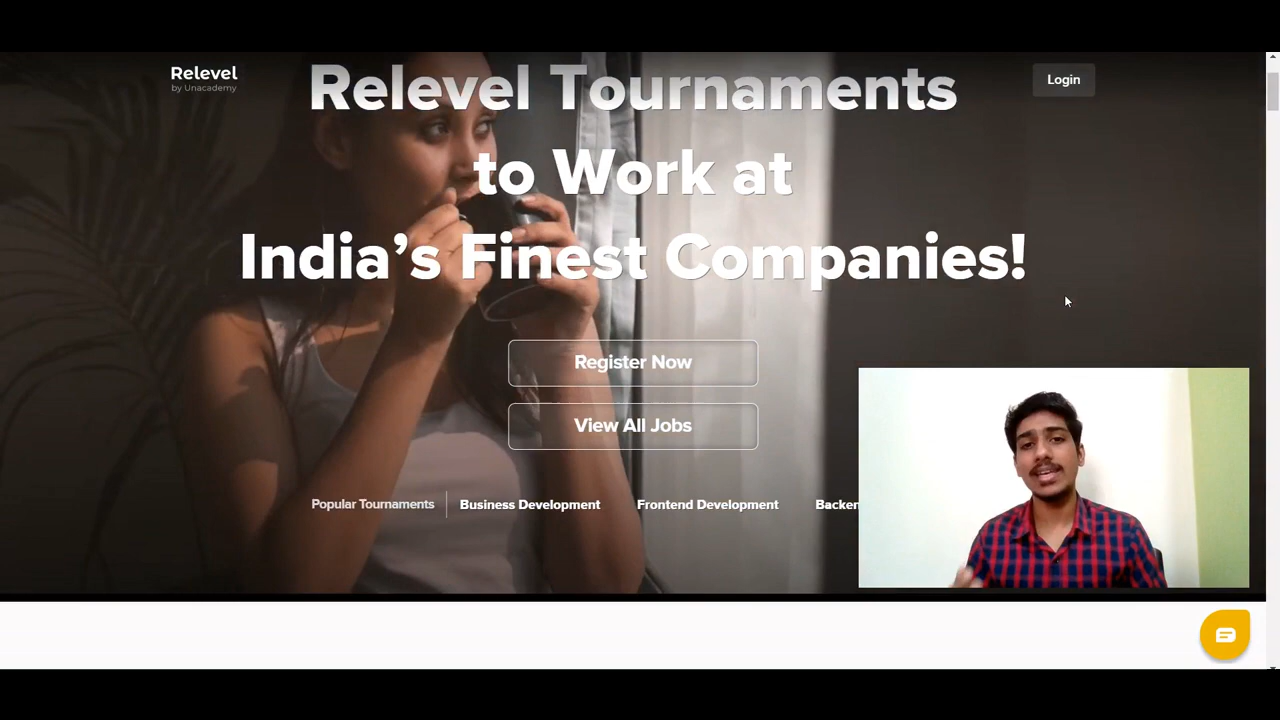 Relevel
by Unacademy
Login
Relevel Tournaments
to Work at
India’s Finest Companies!
Register Now
View All Jobs
Popular Tournaments
Business Development
Frontend Development